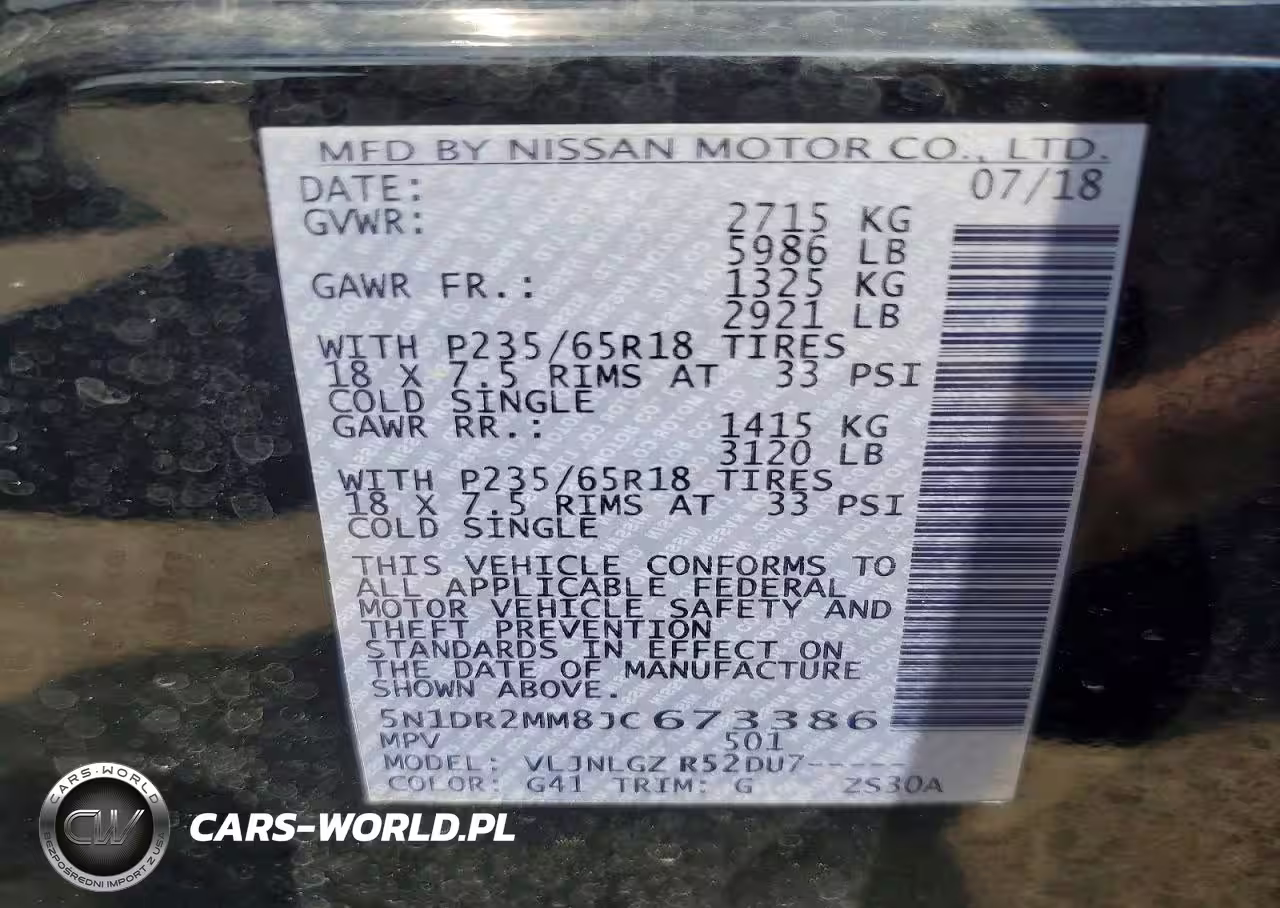 MFD BY NISSAN MOTOR CO., LTD.
DATE: 07/18
GVWR: 2715 KG
5986 LB
GAWR FR.: 1325 KG
2921 LB
WITH P235/65R18 TIRES
18 X 7.5 RIMS AT 33 PSI
COLD SINGLE
GAWR RR.: 1415 KG
3120 LB
WITH P235/65R18 TIRES
18 X 7.5 RIMS AT 33 PSI
COLD SINGLE
THIS VEHICLE CONFORMS TO
ALL APPLICABLE FEDERAL
MOTOR VEHICLE SAFETY AND
THEFT PREVENTION
STANDARDS IN EFFECT ON
THE DATE OF MANUFACTURE
SHOWN ABOVE.
5N1DR2MM8JC673386
MPV 501
MODEL: VLJNLGZ R52DU7-----
COLOR: G41 TRIM: G ZS30A
CARS-WORLD
CW
BEZPOŚREDNI IMPORT Z USA
CARS-WORLD.PL